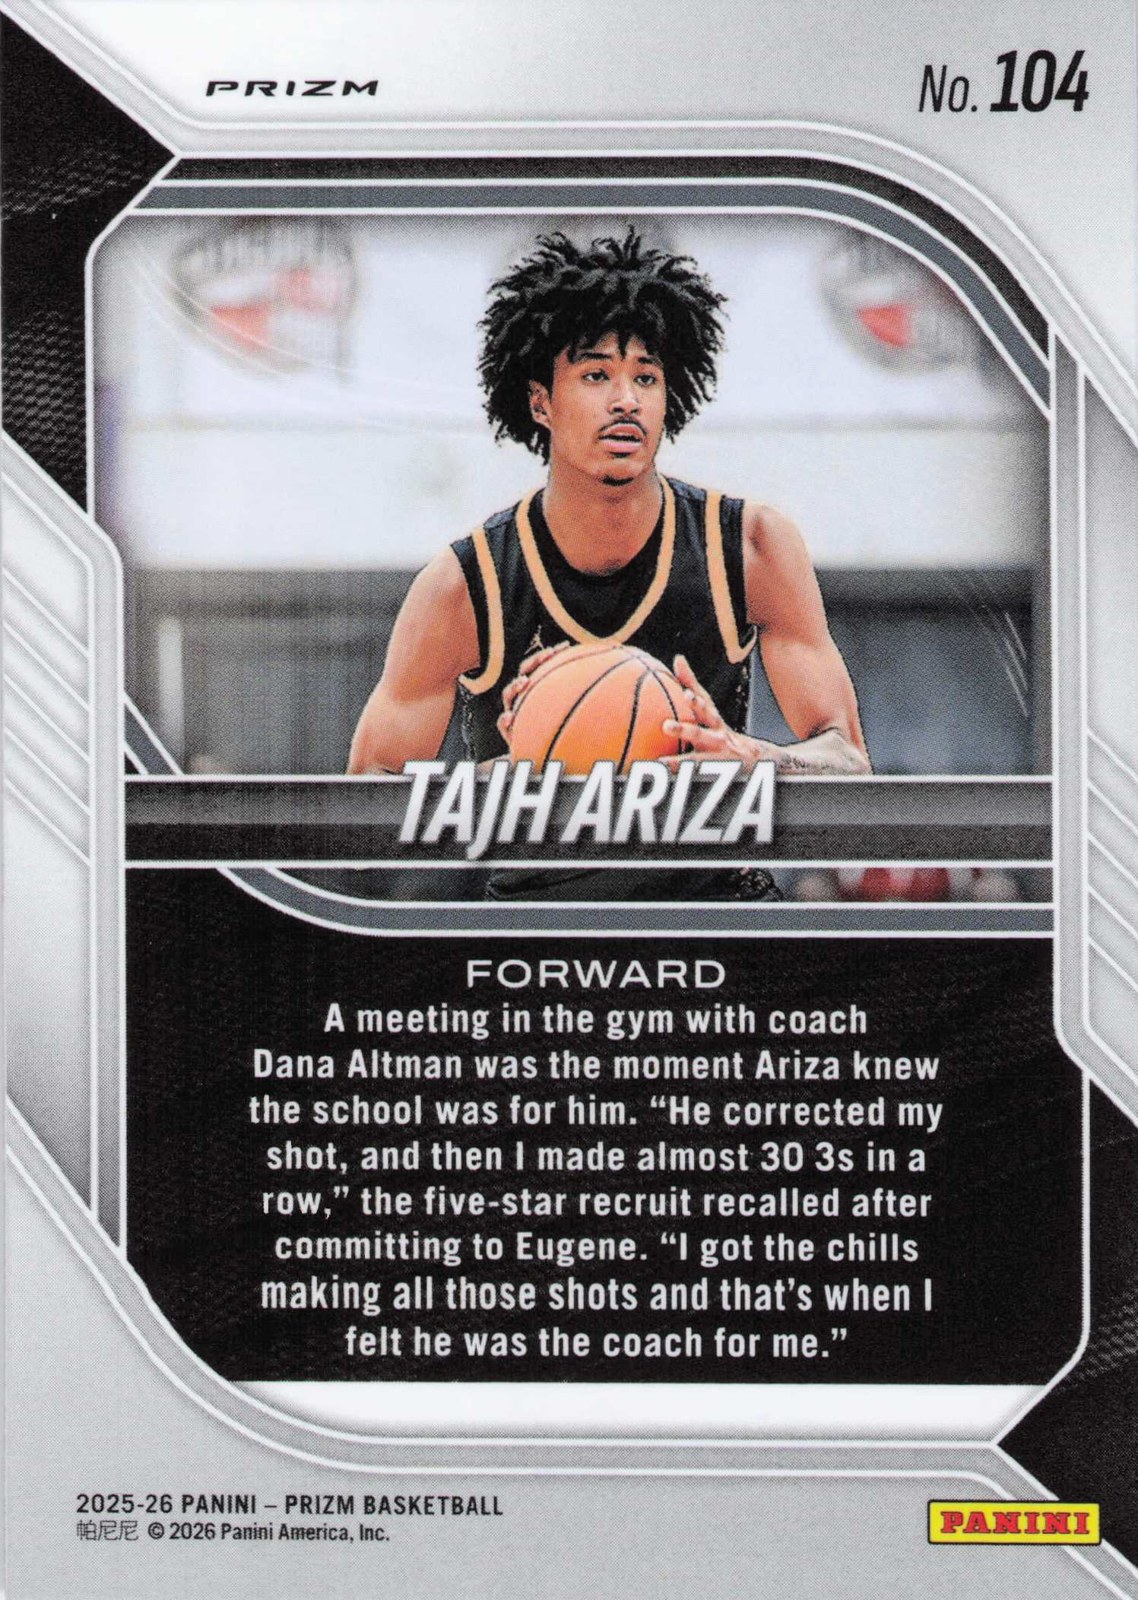 PRIZM
No. 104
TAJH ARIZA
FORWARD
A meeting in the gym with coach
Dana Altman was the moment Ariza knew
the school was for him. “He corrected my
shot, and then I made almost 30 3s in a
row,” the five-star recruit recalled after
committing to Eugene. “I got the chills
making all those shots and that’s when I
felt he was the coach for me.”
2025-26 PANINI – PRIZM BASKETBALL
帕尼尼 © 2026 Panini America, Inc.
PANINI